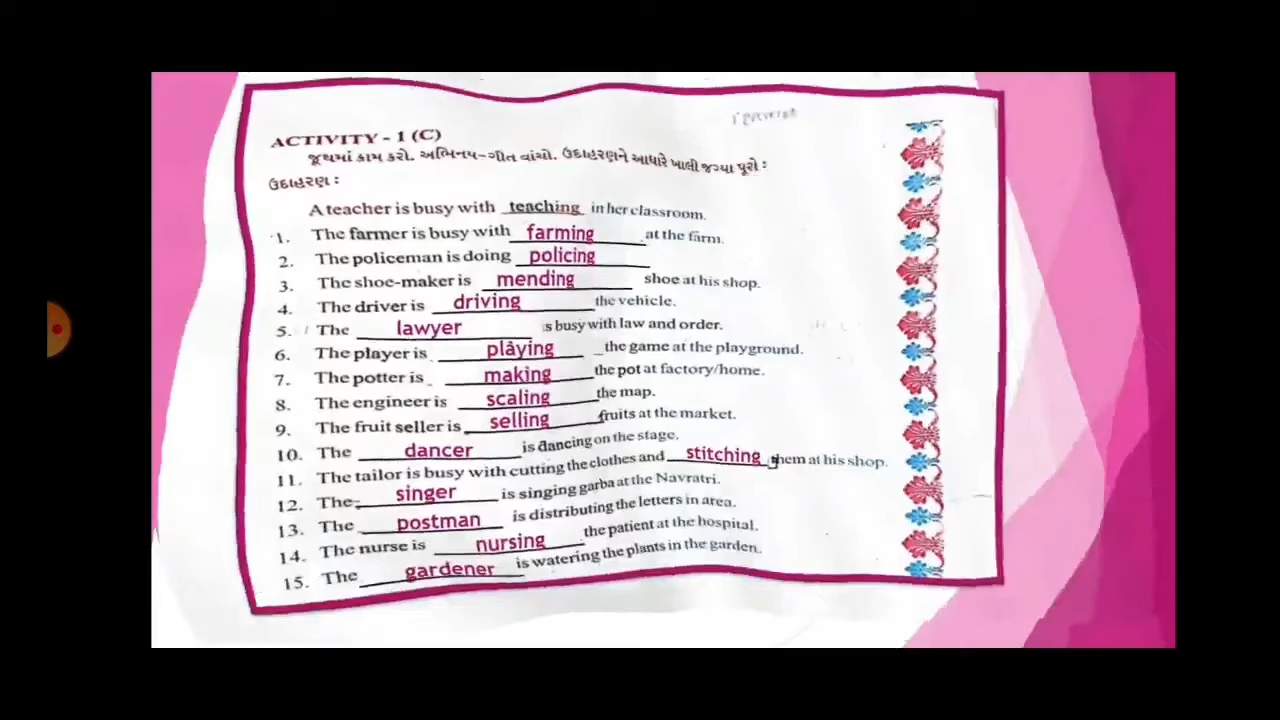 ACTIVITY - 1 (C)
જૂથમાં કામ કરો. અભિનય-ગીત વાંચો. ઉદાહરણને આધારે ખાલી જગ્યા પૂરો :
ઉદાહરણ :
A teacher is busy with teaching in her classroom.
1. The farmer is busy with farming at the farm.
2. The policeman is doing policing
3. The shoe-maker is mending shoe at his shop.
4. The driver is driving the vehicle.
5. The lawyer is busy with law and order.
6. The player is playing the game at the playground.
7. The potter is making the pot at factory/home.
8. The engineer is scaling the map.
9. The fruit seller is selling fruits at the market.
10. The dancer is dancing on the stage.
11. The tailor is busy with cutting the clothes and stitching them at his shop.
12. The singer is singing garba at the Navratri.
13. The postman is distributing the letters in area.
14. The nurse is nursing the patient at the hospital.
15. The gardener is watering the plants in the garden.